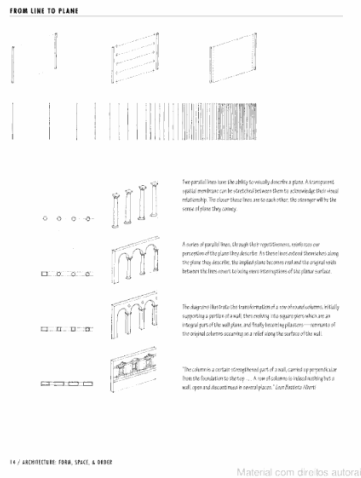 FROM LINE TO PLANE
Two parallel lines have the ability to visually describe a plane. A transparent
spatial membrane can be stretched between them to acknowledge their visual
relationship. The closer these lines are to each other, the stronger will be the
sense of plane they convey.
A series of parallel lines, through their repetitiveness, reinforces our
perception of the plane they describe. As these lines extend themselves along
the plane they describe, the implied plane becomes real and the original voids
between the lines revert to being mere interruptions of the planar surface.
The diagrams illustrate the transformation of a row of round columns, initially
supporting a portion of a wall, then evolving into square piers which are an
integral part of the wall plane, and finally becoming pilasters—remnants of
the original columns occurring as a relief along the surface of the wall.
"The column is a certain strengthened part of a wall, carried up perpendicular
from the foundation to the top … A row of columns is indeed nothing but a
wall, open and discontinued in several places." Leon Battista Alberti
14 / ARCHITECTURE: FORM, SPACE, & ORDER
Material com direitos autorai